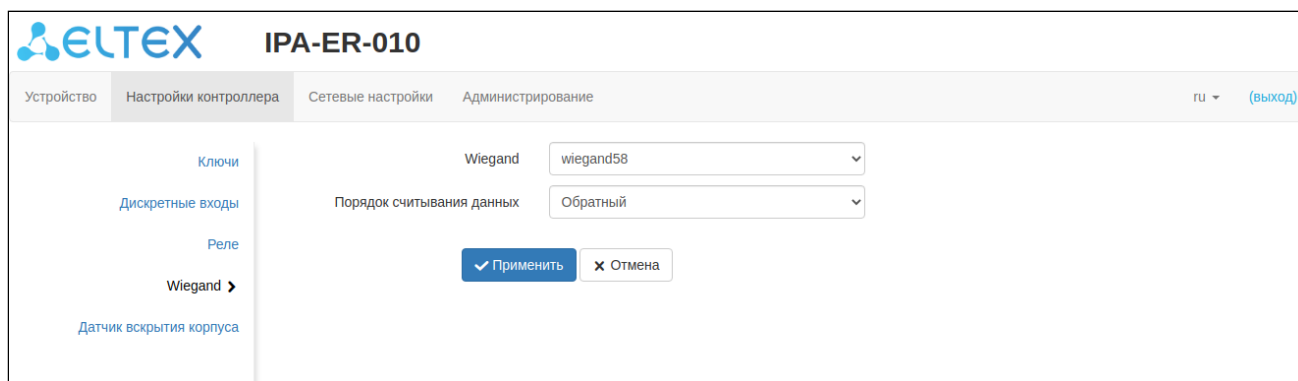 ELTEX IPA-ER-010
Устройство Настройки контроллера Сетевые настройки Администрирование ru (выход)
Ключи
Дискретные входы
Реле
Wiegand
Датчик вскрытия корпуса
Wiegand wiegand58
Порядок считывания данных Обратный
Применить Отмена